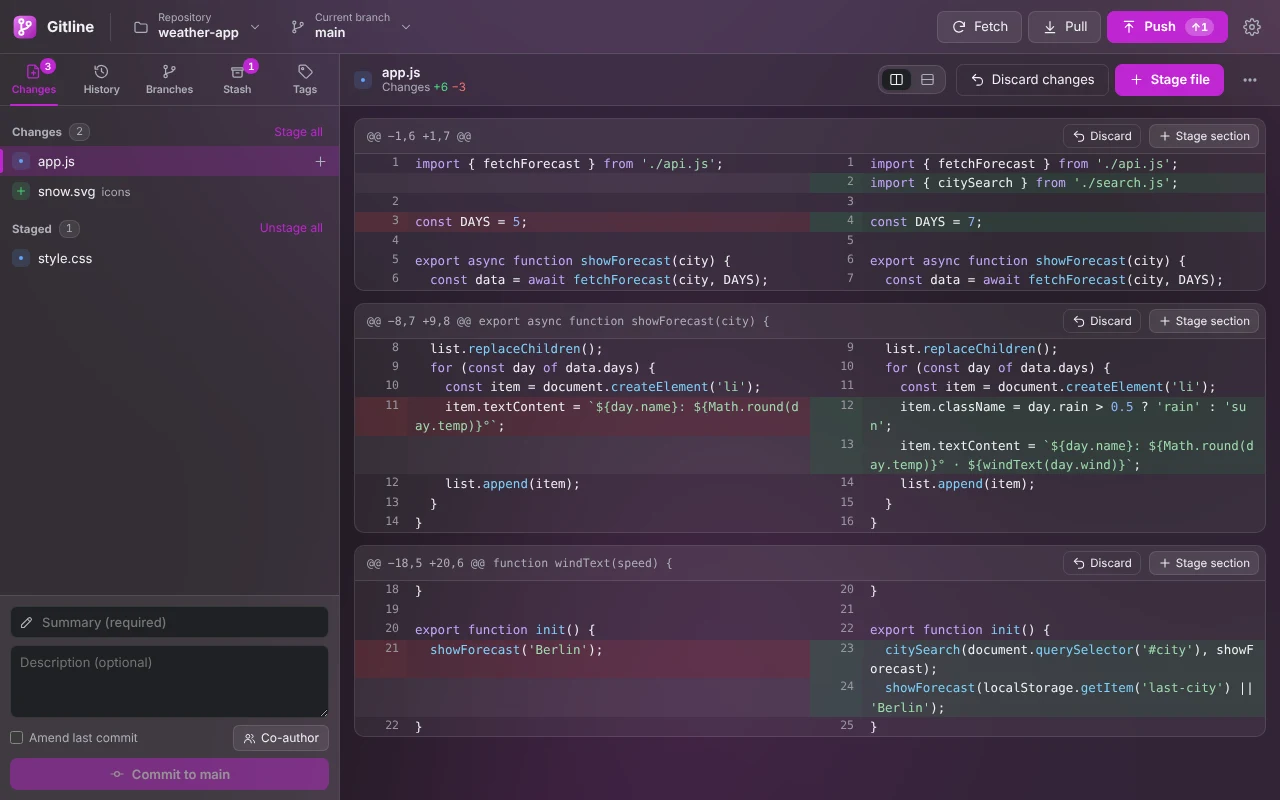 Gitline
Repository
weather-app
Current branch
main
Fetch
Pull
Push ↑1
Changes 3
History
Branches
Stash 1
Tags
app.js
Changes +6 −3
Discard changes
Stage file
Changes 2
Stage all
app.js
snow.svg icons
Staged 1
Unstage all
style.css
Summary (required)
Description (optional)
Amend last commit
Co-author
Commit to main
@@ −1,6 +1,7 @@
Discard
Stage section
1 import { fetchForecast } from './api.js'; 1 import { fetchForecast } from './api.js';
2 import { citySearch } from './search.js';
2 3
3 const DAYS = 5; 4 const DAYS = 7;
4 5
5 export async function showForecast(city) { 6 export async function showForecast(city) {
6 const data = await fetchForecast(city, DAYS); 7 const data = await fetchForecast(city, DAYS);
@@ −8,7 +9,8 @@ export async function showForecast(city) {
Discard
Stage section
8 list.replaceChildren(); 9 list.replaceChildren();
9 for (const day of data.days) { 10 for (const day of data.days) {
10 const item = document.createElement('li'); 11 const item = document.createElement('li');
11 item.textContent = `${day.name}: ${Math.round(d 12 item.className = day.rain > 0.5 ? 'rain' : 'su
ay.temp)}°`; n';
13 item.textContent = `${day.name}: ${Math.round(d
ay.temp)}° · ${windText(day.wind)}`;
12 list.append(item); 14 list.append(item);
13 } 15 }
14 } 16 }
@@ −18,5 +20,6 @@ function windText(speed) {
Discard
Stage section
18 } 20 }
19 21
20 export function init() { 22 export function init() {
21 showForecast('Berlin'); 23 citySearch(document.querySelector('#city'), showF
orecast);
24 showForecast(localStorage.getItem('last-city') ||
'Berlin');
22 } 25 }